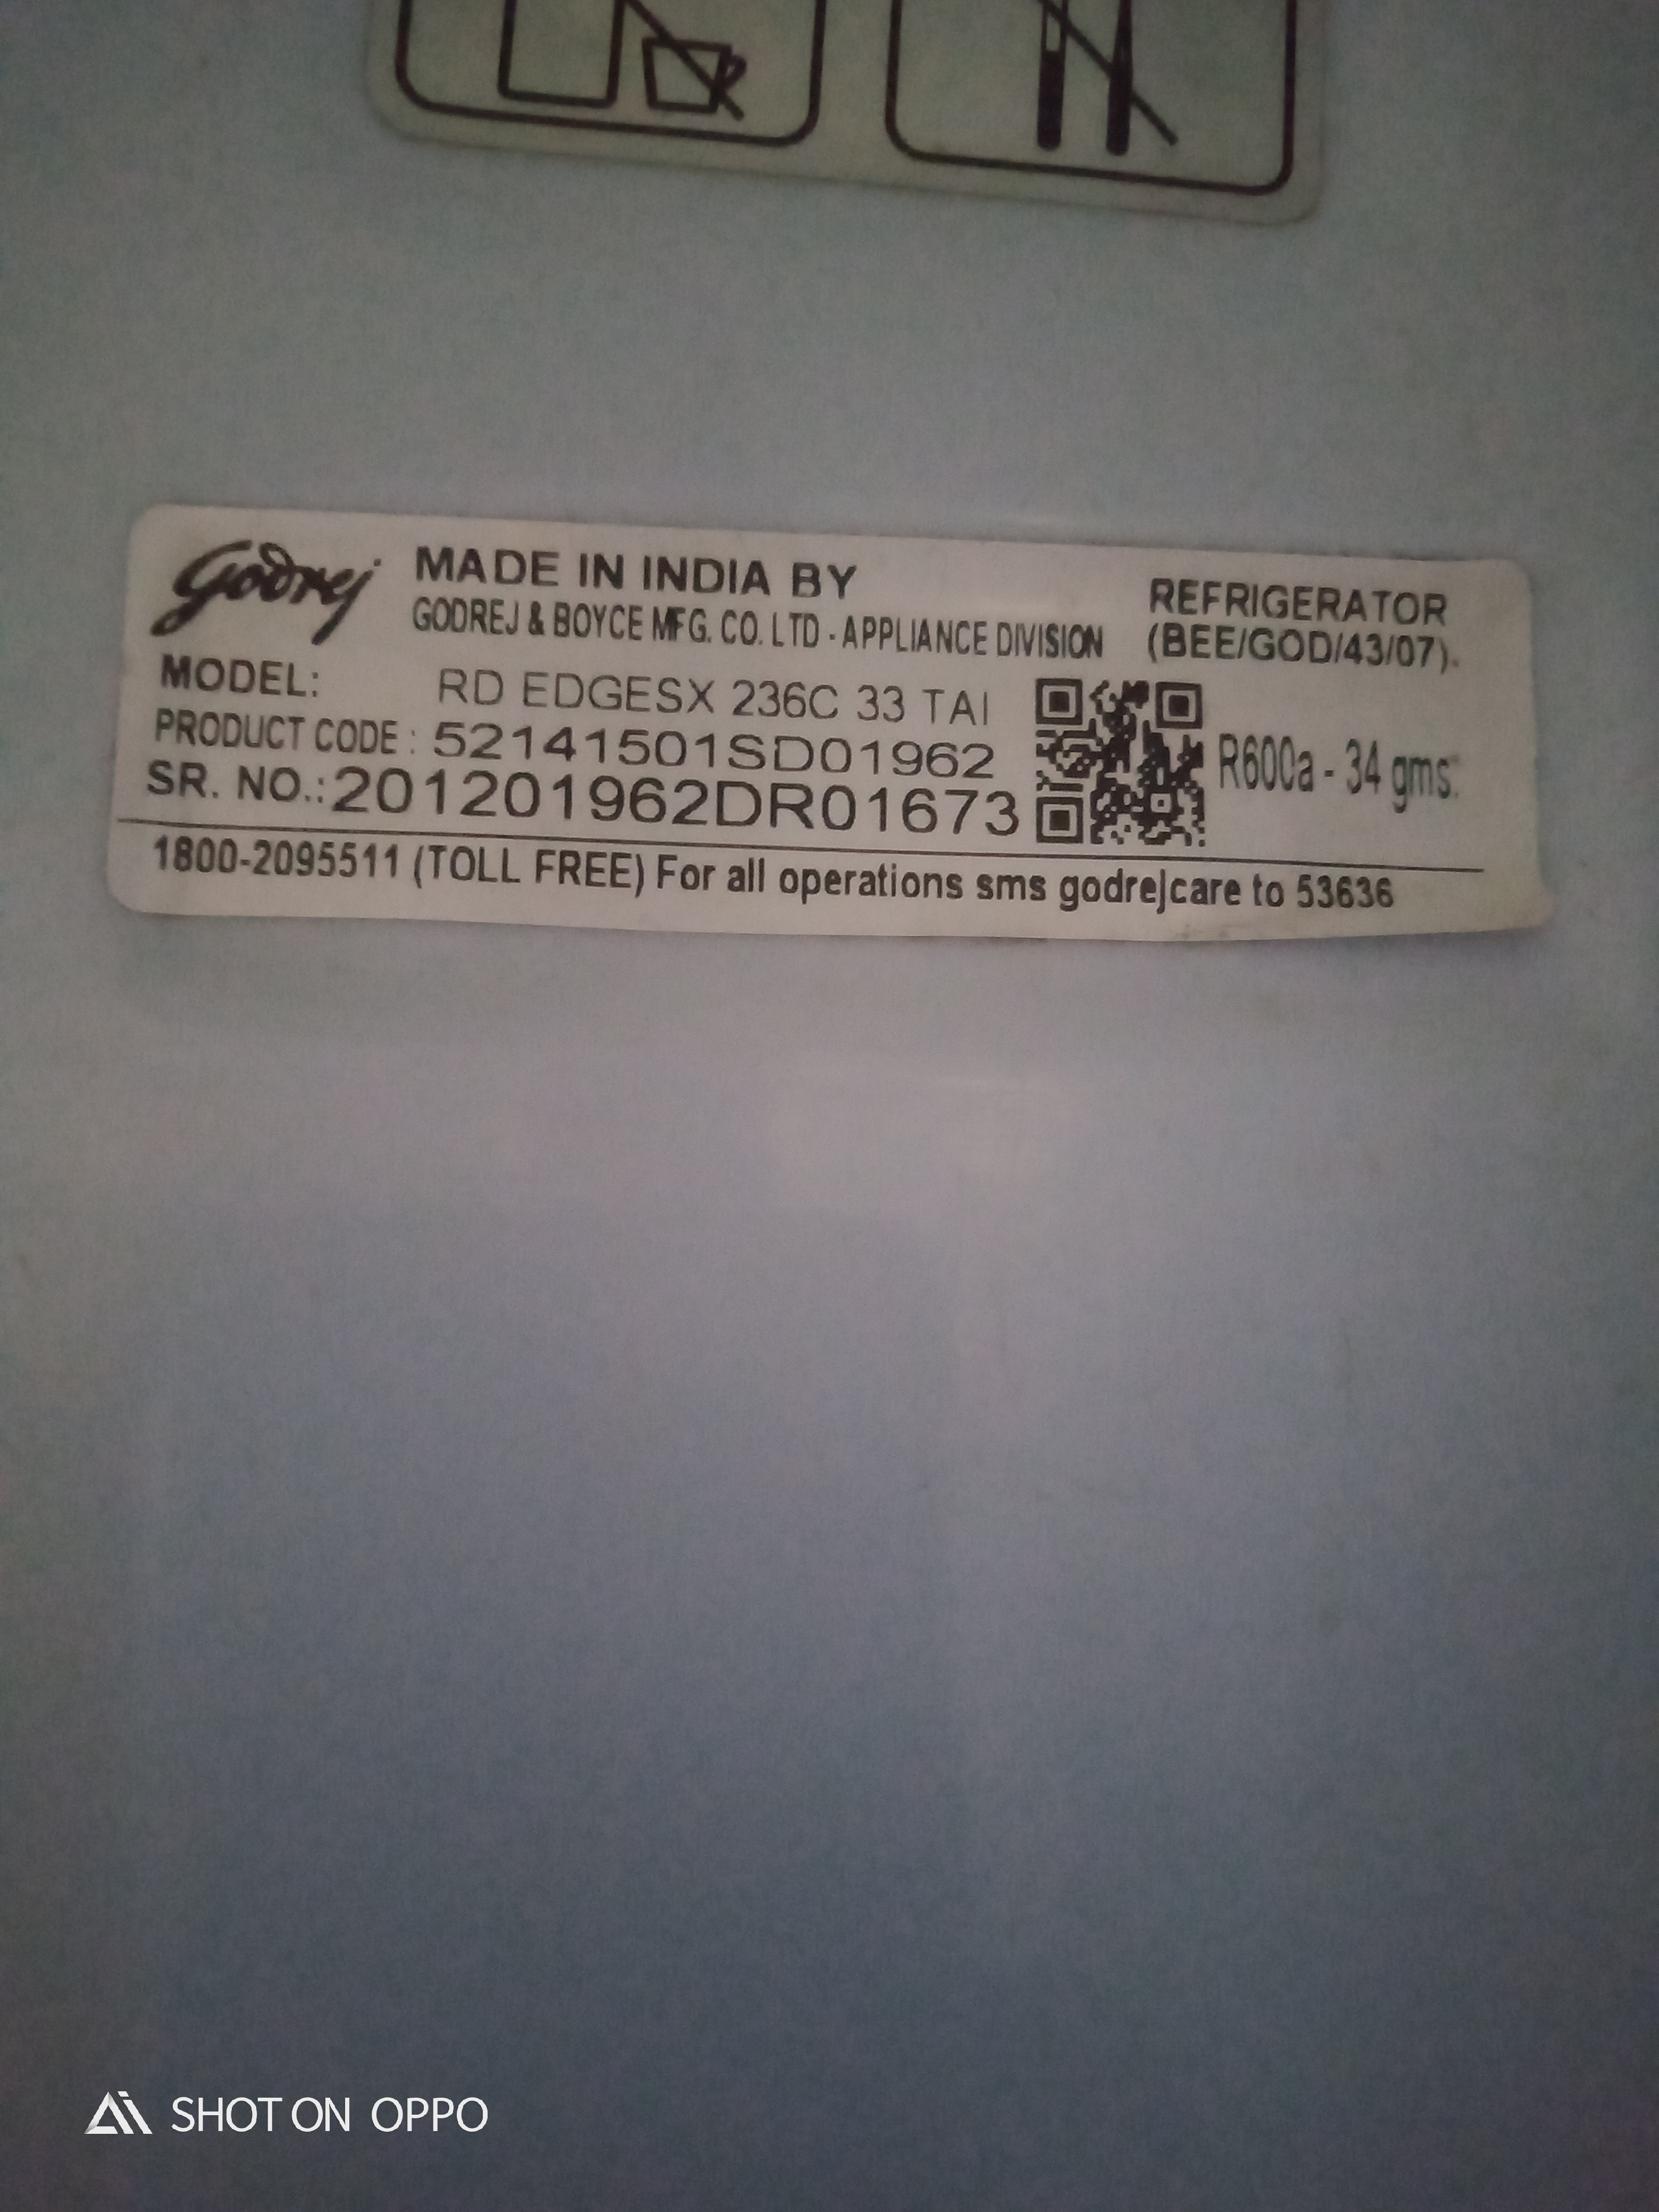 Godrej
MADE IN INDIA BY
GODREJ & BOYCE MFG. CO. LTD - APPLIANCE DIVISION
REFRIGERATOR
(BEE/GOD/43/07).
MODEL: RD EDGESX 236C 33 TAI
PRODUCT CODE : 52141501SD01962
SR. NO.:201201962DR01673
R600a - 34 gms.
1800-2095511 (TOLL FREE) For all operations sms godrejcare to 53636
SHOT ON OPPO